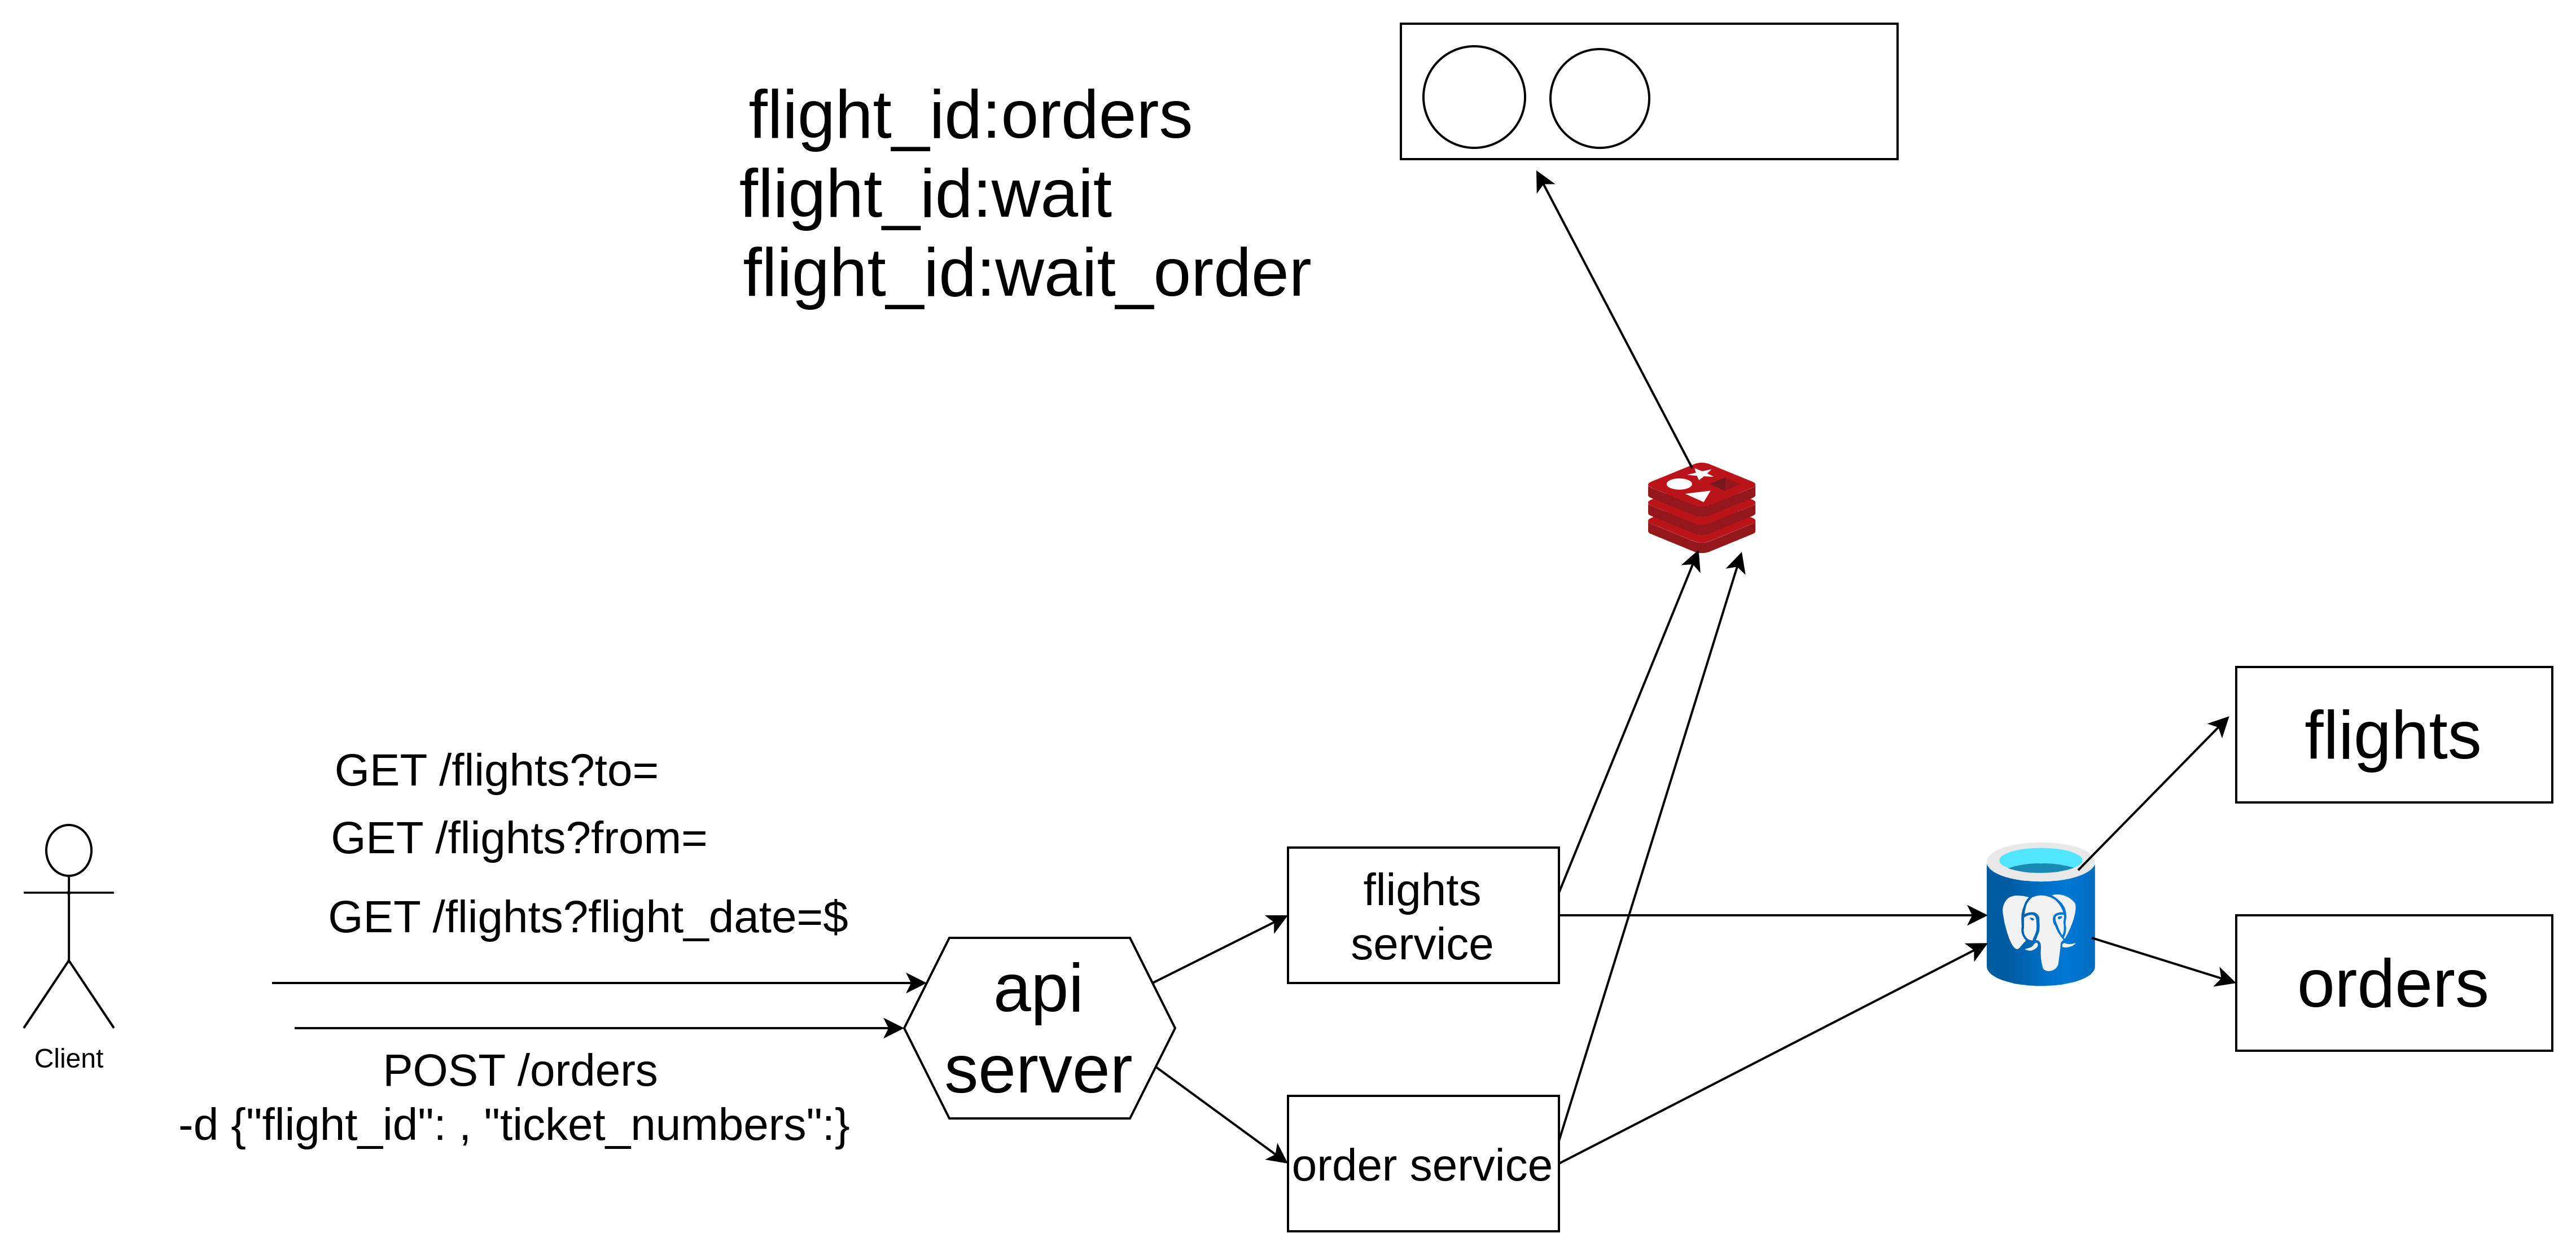 flight_id:orders
flight_id:wait
flight_id:wait_order
GET /flights?to=
GET /flights?from=
GET /flights?flight_date=$
Client
POST /orders
-d {"flight_id": , "ticket_numbers":}
api
server
flights
service
order service
flights
orders